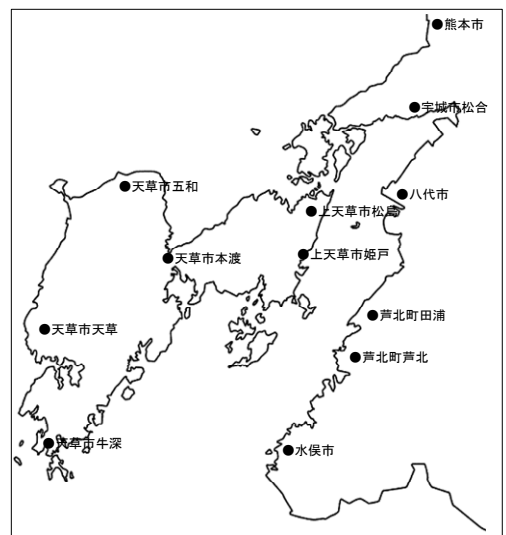 熊本市
宇城市松合
天草市五和
八代市
上天草市松島
上天草市姫戸
天草市本渡
芦北町田浦
天草市天草
芦北町芦北
天草市牛深
水俣市